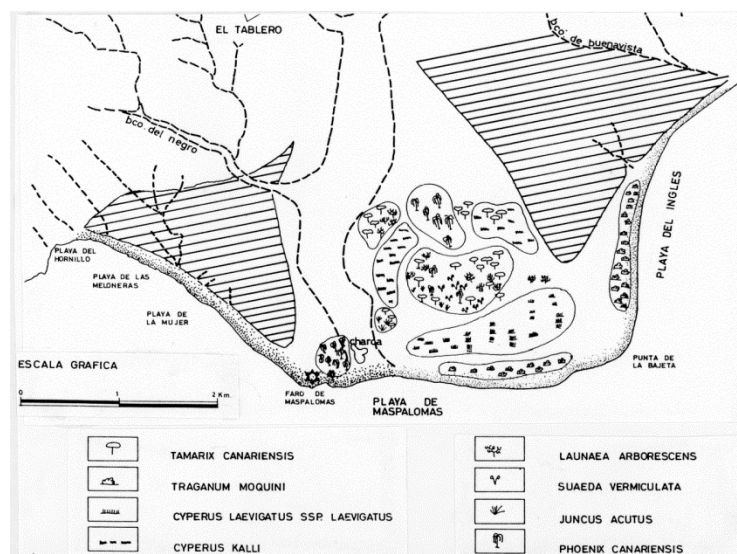 EL TABLERO
bco. de buenavista
bco. del negro
PLAYA DEL INGLES
PLAYA DEL
HORNILLO
PLAYA DE LAS
MELONERAS
PLAYA DE
LA MUJER
charca
ESCALA GRAFICA
0 1 2 Km.
FARO DE
MASPALOMAS
PLAYA DE
MASPALOMAS
PUNTA DE
LA BAJETA
TAMARIX CANARIENSIS
TRAGANUM MOQUINI
CYPERUS LAEVIGATUS SSP. LAEVIGATUS
CYPERUS KALLI
LAUNAEA ARBORESCENS
SUAEDA VERMICULATA
JUNCUS ACUTUS
PHOENIX CANARIENSIS